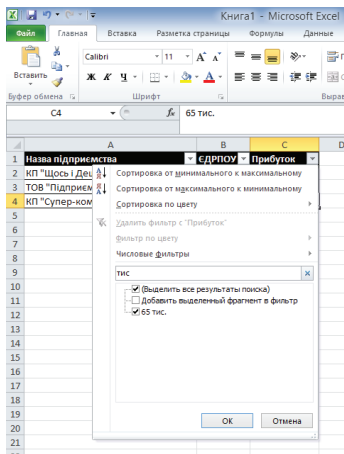 Книга1 - Microsoft Excel
Файл Главная Вставка Разметка страницы Формулы Данные
Вставить
Calibri 11
Ж К Ч
Буфер обмена Шрифт Вырав
C4 fx 65 тис.
A B C D
1 Назва підприємства ЄДРПОУ Прибуток
2 КП "Щось і Дец
3 ТОВ "Підприєм
4 КП "Супер-ком
Сортировка от минимального к максимальному
Сортировка от максимального к минимальному
Сортировка по цвету
Удалить фильтр с "Прибуток"
Фильтр по цвету
Числовые фильтры
тис
(Выделить все результаты поиска)
Добавить выделенный фрагмент в фильтр
65 тис.
ОК Отмена
5
6
7
8
9
10
11
12
13
14
15
16
17
18
19
20
21